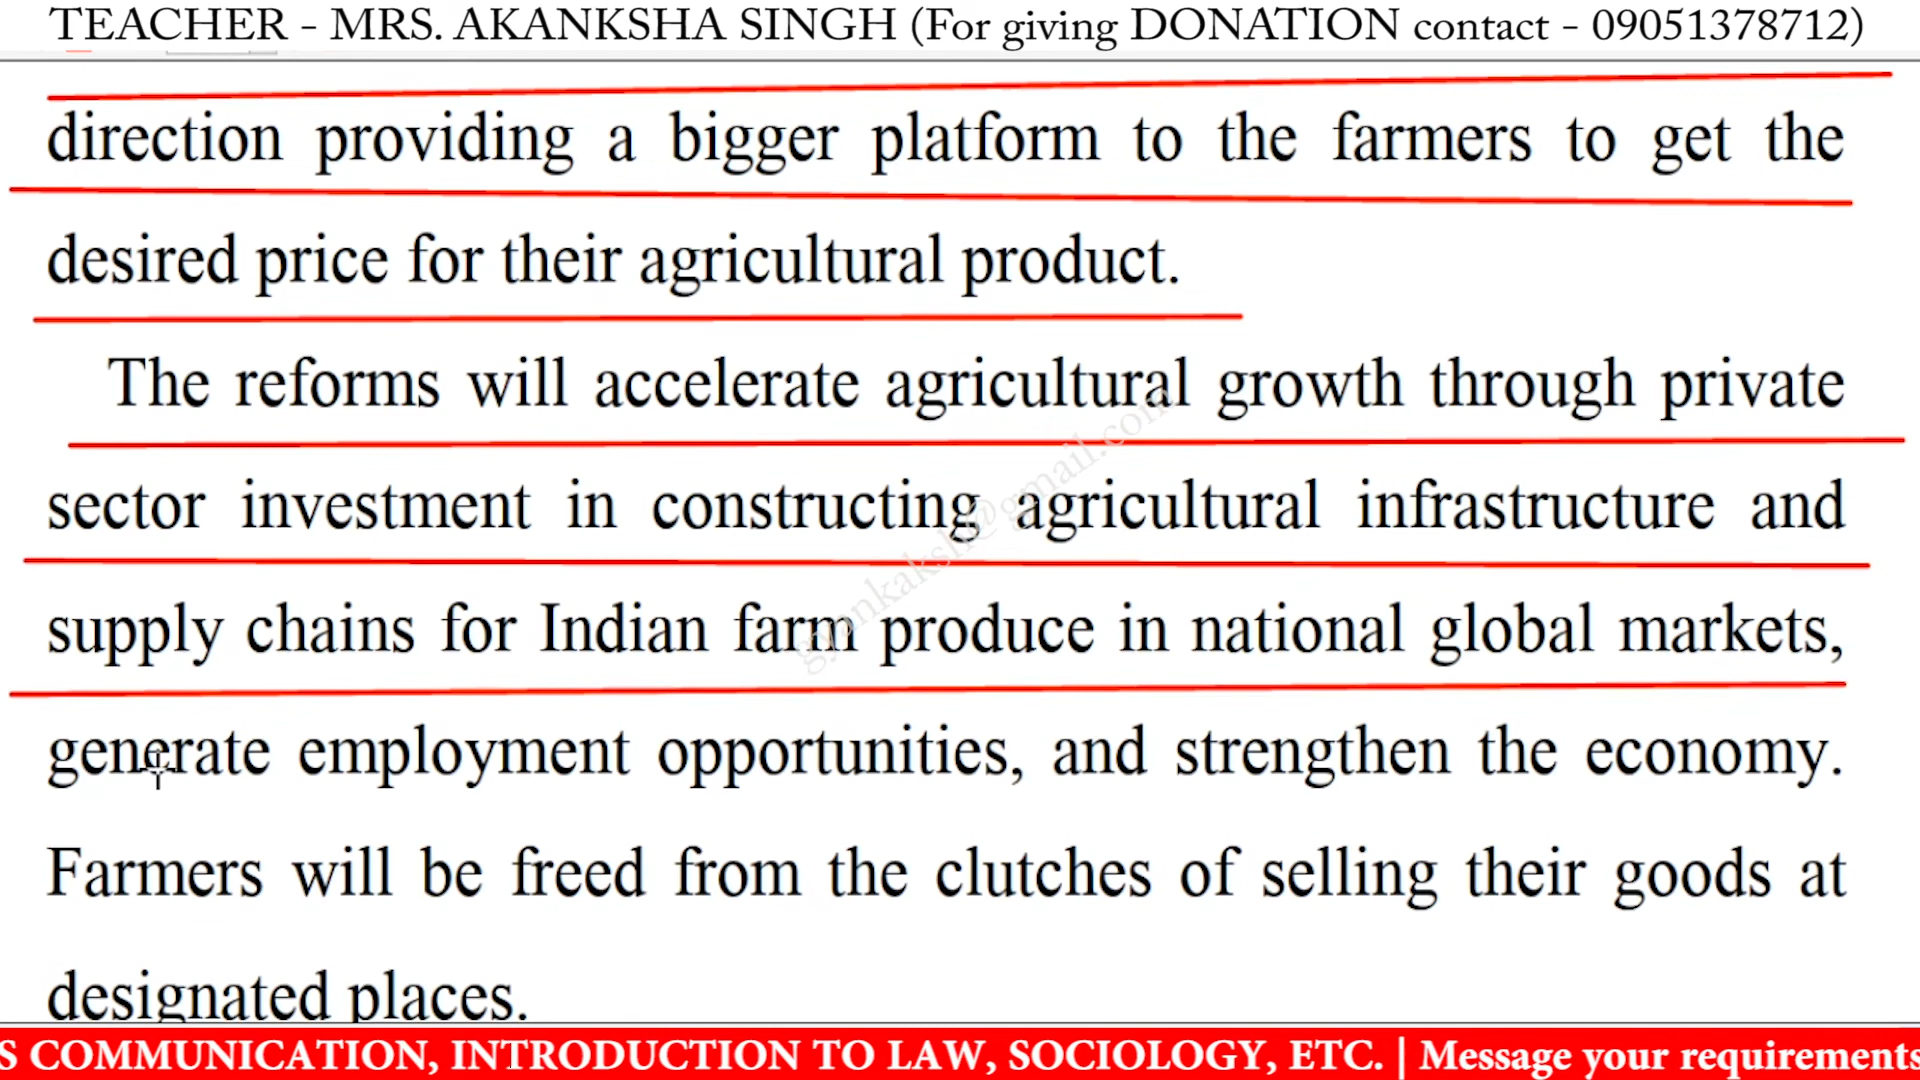 TEACHER - MRS. AKANKSHA SINGH (For giving DONATION contact - 09051378712)
direction providing a bigger platform to the farmers to get the
desired price for their agricultural product.
The reforms will accelerate agricultural growth through private
sector investment in constructing agricultural infrastructure and
supply chains for Indian farm produce in national global markets,
gyankaksh@gmail.com
generate employment opportunities, and strengthen the economy.
Farmers will be freed from the clutches of selling their goods at
designated places.
S COMMUNICATION, INTRODUCTION TO LAW, SOCIOLOGY, ETC. | Message your requirements